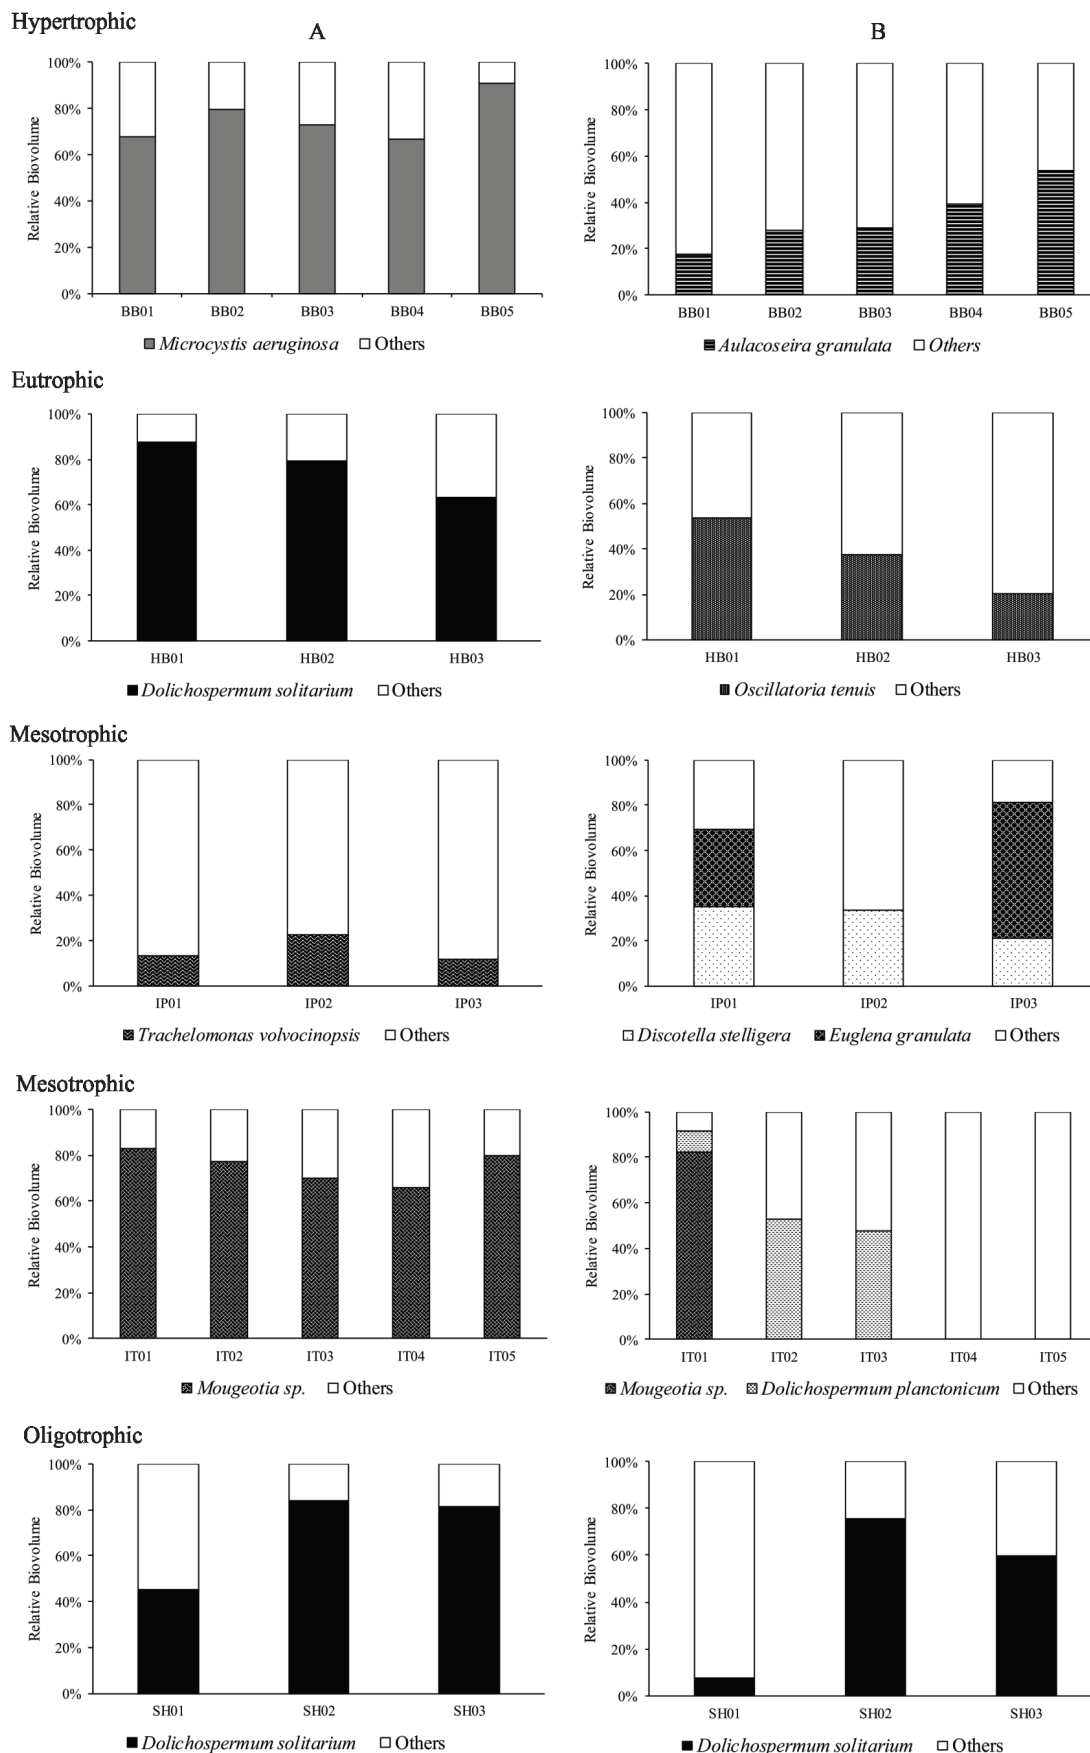 Hypertrophic
A
B
Relative Biovolume
100%
80%
60%
40%
20%
0%
BB01 BB02 BB03 BB04 BB05
Microcystis aeruginosa Others
Relative Biovolume
100%
80%
60%
40%
20%
0%
BB01 BB02 BB03 BB04 BB05
Aulacoseira granulata Others
Eutrophic
Relative Biovolume
100%
80%
60%
40%
20%
0%
HB01 HB02 HB03
Dolichospermum solitarium Others
Relative Biovolume
100%
80%
60%
40%
20%
0%
HB01 HB02 HB03
Oscillatoria tenuis Others
Mesotrophic
Relative Biovolume
100%
80%
60%
40%
20%
0%
IP01 IP02 IP03
Trachelomonas volvocinopsis Others
Relative Biovolume
100%
80%
60%
40%
20%
0%
IP01 IP02 IP03
Discotella stelligera Euglena granulata Others
Mesotrophic
Relative Biovolume
100%
80%
60%
40%
20%
0%
IT01 IT02 IT03 IT04 IT05
Mougeotia sp. Others
Relative Biovolume
100%
80%
60%
40%
20%
0%
IT01 IT02 IT03 IT04 IT05
Mougeotia sp. Dolichospermum planctonicum Others
Oligotrophic
Relative Biovolume
100%
80%
60%
40%
20%
0%
SH01 SH02 SH03
Dolichospermum solitarium Others
Relative Biovolume
100%
80%
60%
40%
20%
0%
SH01 SH02 SH03
Dolichospermum solitarium Others